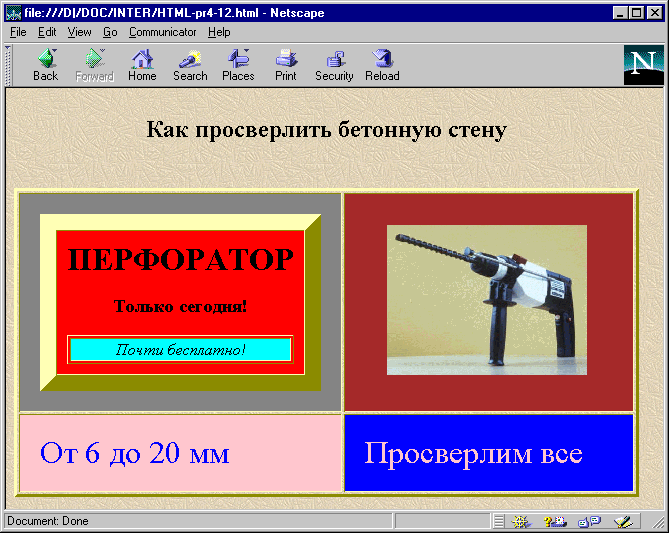 file:///D|/DOC/INTER/HTML-pr4-12.html - Netscape
File Edit View Go Communicator Help
Back Forward Home Search Places Print Security Reload
N
Как просверлить бетонную стену
ПЕРФОРАТОР
Только сегодня!
Почти бесплатно!
От 6 до 20 мм
Просверлим все
Document: Done